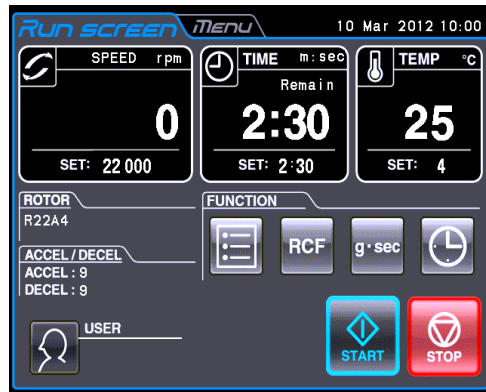 Run screen Menu 10 Mar 2012 10:00
SPEED rpm
0
SET: 22 000
TIME m:sec
Remain
2:30
SET: 2:30
TEMP °C
25
SET: 4
ROTOR
R22A4
ACCEL/DECEL
ACCEL: 9
DECEL: 9
USER
FUNCTION
RCF
g·sec
START
STOP